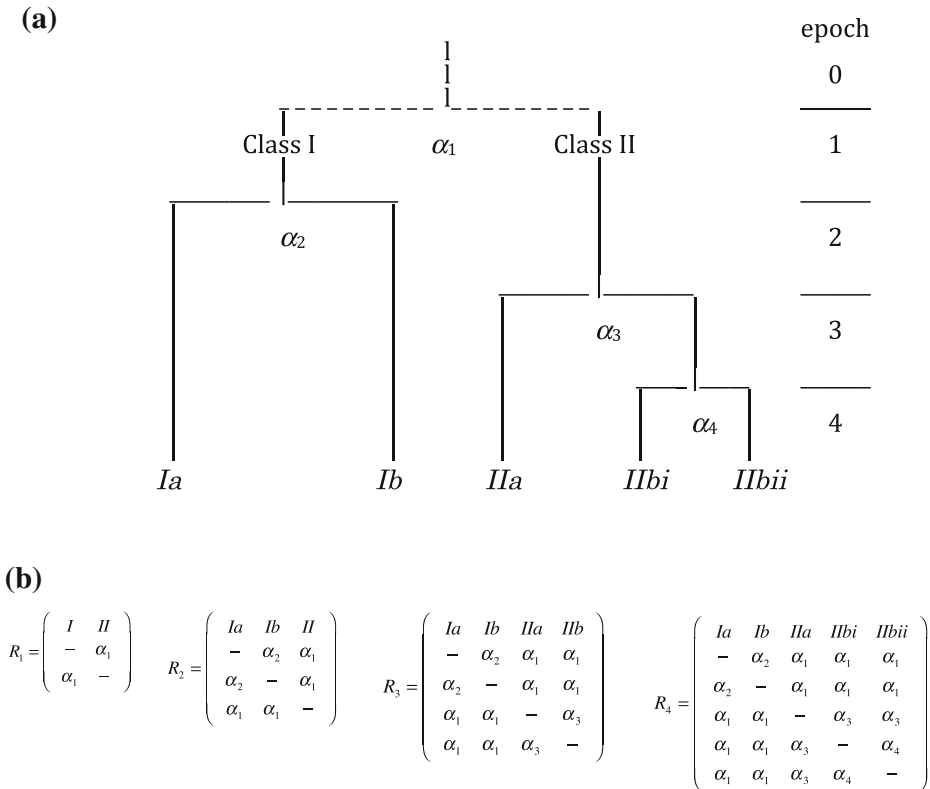 (a)
epoch
l
l
l
0
Class I
α1
Class II
1
α2
2
α3
3
α4
4
Ia
Ib
IIa
IIbi
IIbii
(b)
R1 = ( I II
– α1
α1 – )
R2 = ( Ia Ib II
– α2 α1
α2 – α1
α1 α1 – )
R3 = ( Ia Ib IIa IIb
– α2 α1 α1
α2 – α1 α1
α1 α1 – α3
α1 α1 α3 – )
R4 = ( Ia Ib IIa IIbi IIbii
– α2 α1 α1 α1
α2 – α1 α1 α1
α1 α1 – α3 α3
α1 α1 α3 – α4
α1 α1 α3 α4 – )